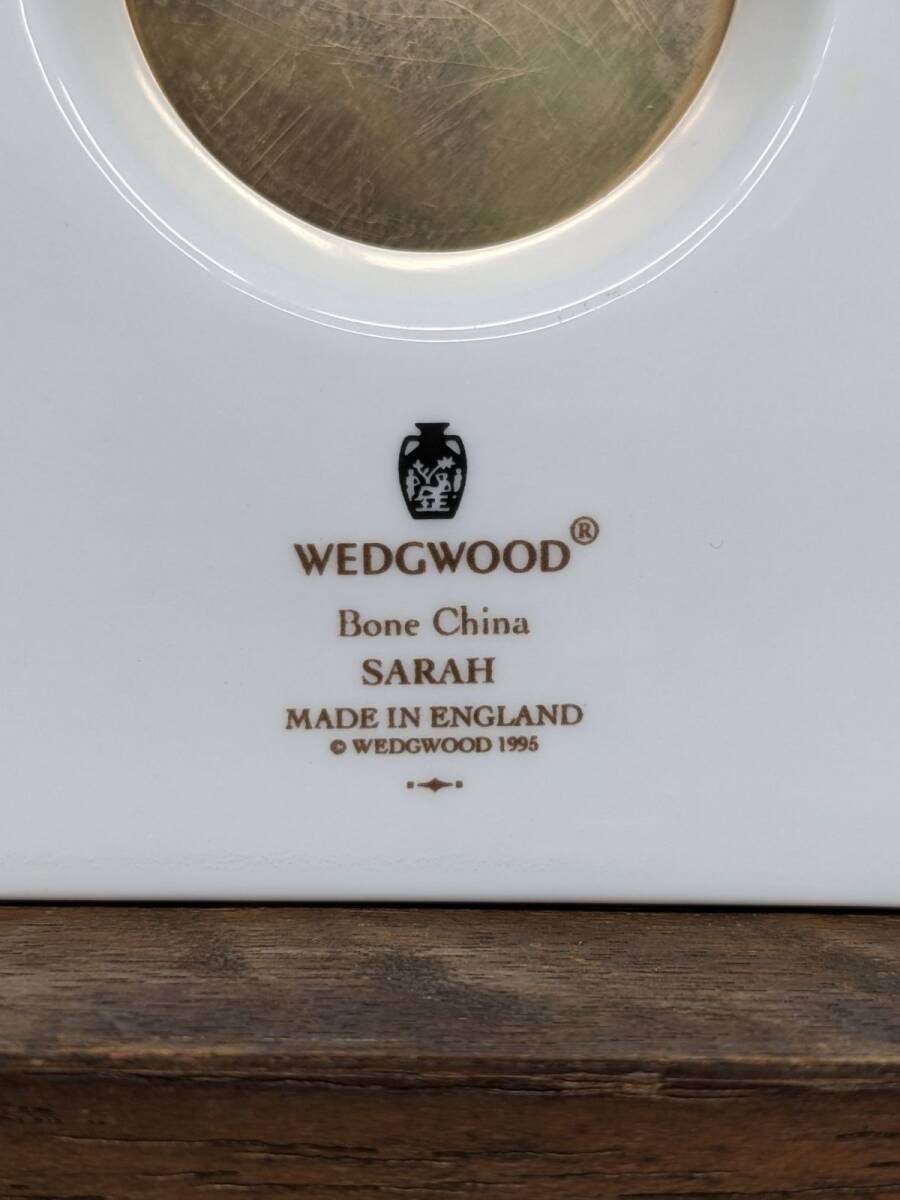 WEDGWOOD®
Bone China
SARAH
MADE IN ENGLAND
© WEDGWOOD 1995